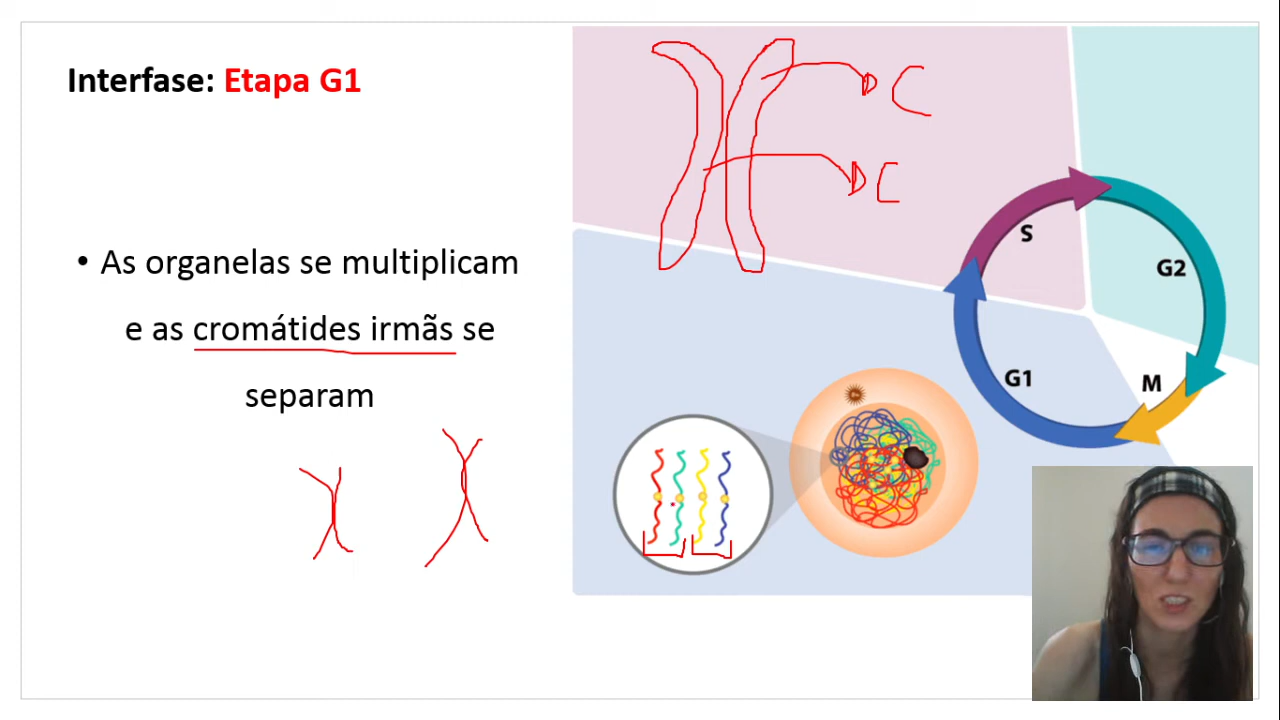 Interfase: Etapa G1
• As organelas se multiplicam
e as cromátides irmãs se
separam
C
C
S
G2
G1
M